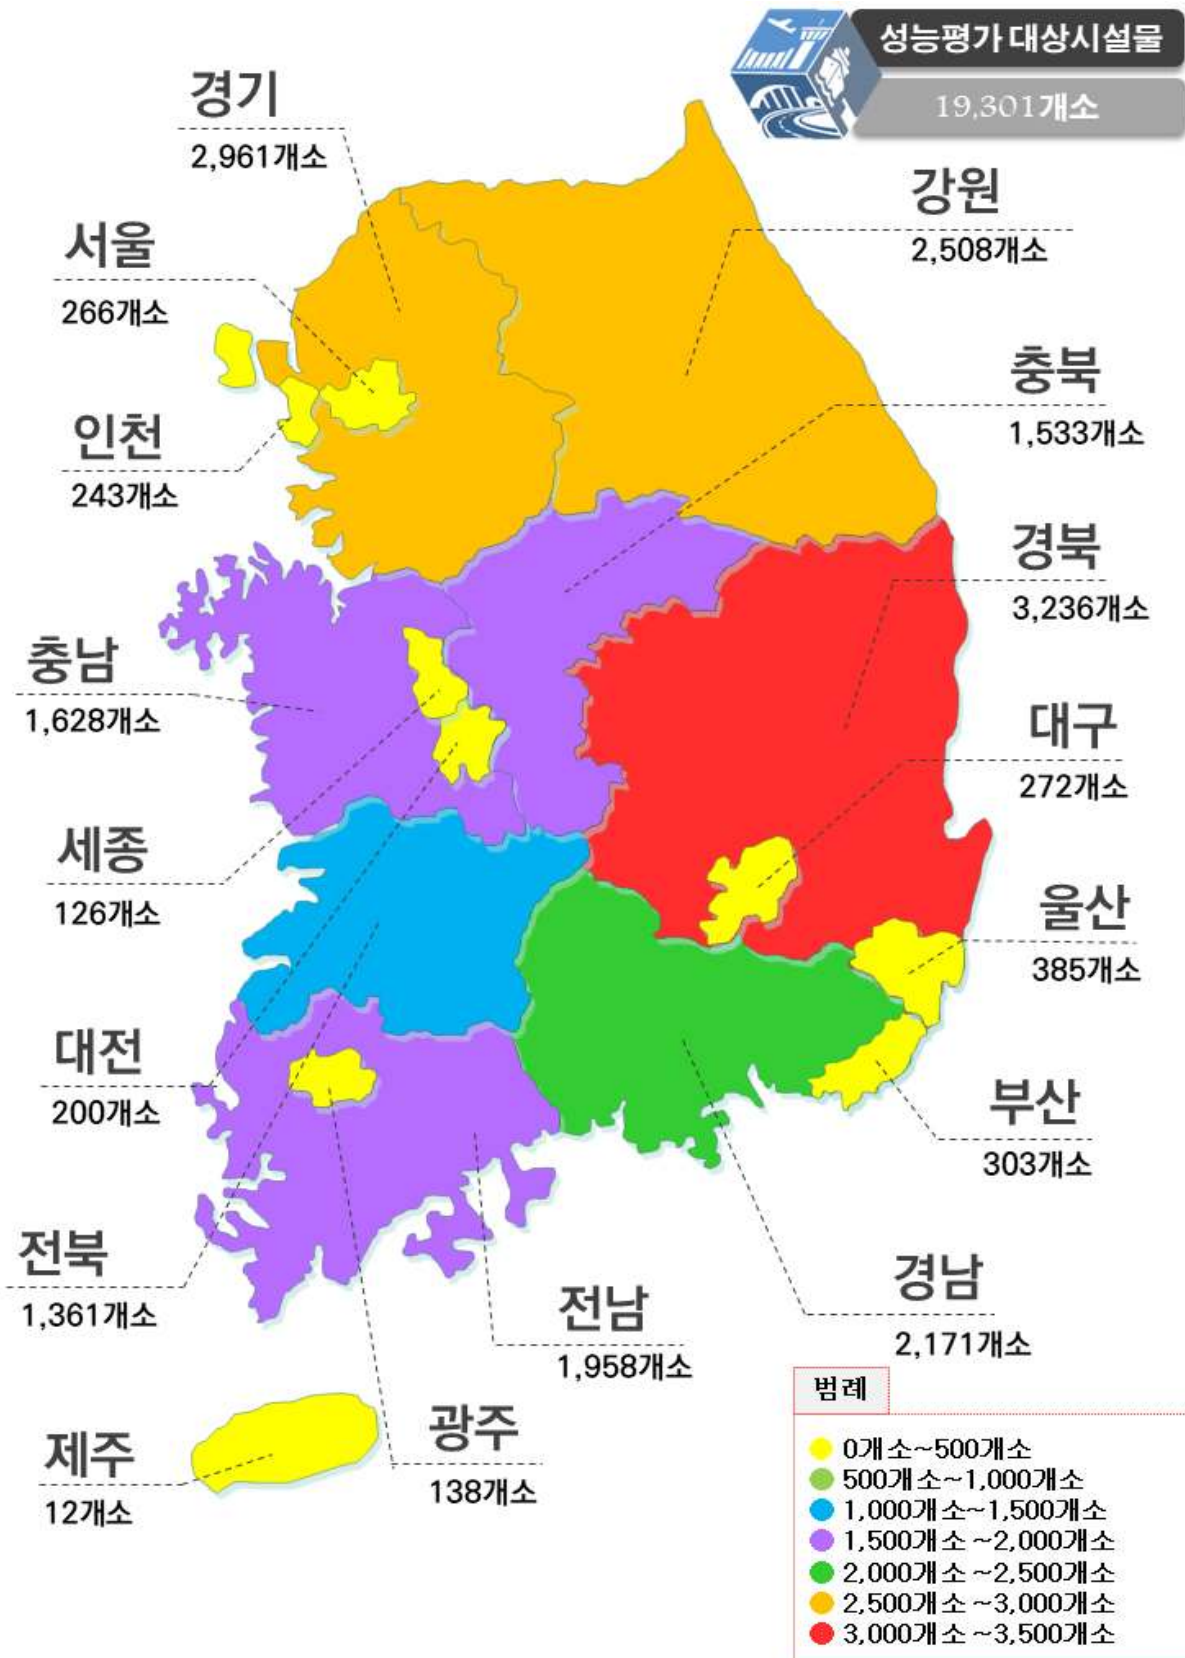 성능평가 대상시설물
19,301개소
경기
2,961개소
강원
2,508개소
서울
266개소
충북
1,533개소
인천
243개소
경북
3,236개소
충남
1,628개소
대구
272개소
세종
126개소
울산
385개소
대전
200개소
부산
303개소
전북
1,361개소
경남
2,171개소
전남
1,958개소
광주
138개소
제주
12개소
범례
0개소~500개소
500개소~1,000개소
1,000개소~1,500개소
1,500개소 ~2,000개소
2,000개소 ~2,500개소
2,500개소 ~3,000개소
3,000개소 ~3,500개소